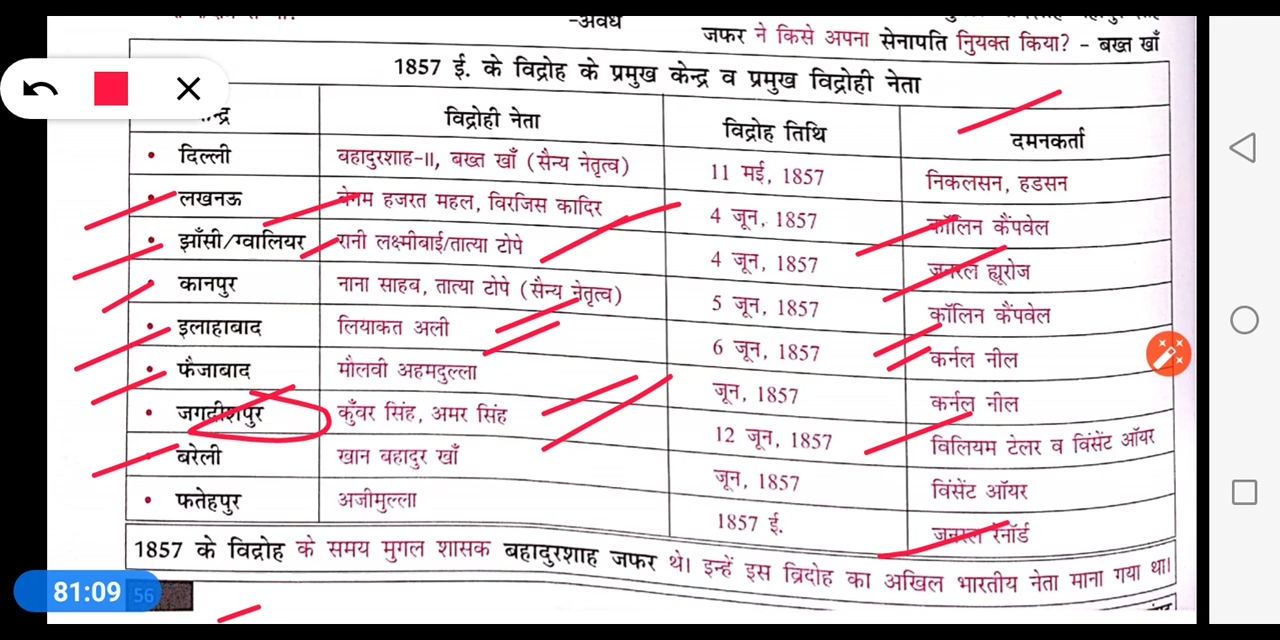 -अवध
जफर ने किसे अपना सेनापति नियुक्त किया? - बख्त खाँ
1857 ई. के विद्रोह के प्रमुख केन्द्र व प्रमुख विद्रोही नेता
विद्रोही नेता विद्रोह तिथि दमनकर्ता
• दिल्ली बहादुरशाह-II, बख्त खाँ (सैन्य नेतृत्व) 11 मई, 1857 निकलसन, हडसन
• लखनऊ बेगम हजरत महल, विरजिस कादिर 4 जून, 1857 कॉलिन कैंपवेल
• झाँसी/ग्वालियर रानी लक्ष्मीबाई/तात्या टोपे 4 जून, 1857 जनरल ह्यूरोज
• कानपुर नाना साहब, तात्या टोपे (सैन्य नेतृत्व) 5 जून, 1857 कॉलिन कैंपवेल
• इलाहाबाद लियाकत अली 6 जून, 1857 कर्नल नील
• फैजाबाद मौलवी अहमदुल्ला जून, 1857 कर्नल नील
• जगदीशपुर कुँवर सिंह, अमर सिंह 12 जून, 1857 विलियम टेलर व विंसेंट ऑयर
• बरेली खान बहादुर खाँ जून, 1857 विंसेंट ऑयर
• फतेहपुर अजीमुल्ला 1857 ई. जनरल रेनॉर्ड
1857 के विद्रोह के समय मुगल शासक बहादुरशाह जफर थे। इन्हें इस विद्रोह का अखिल भारतीय नेता माना गया था।
81:09 56